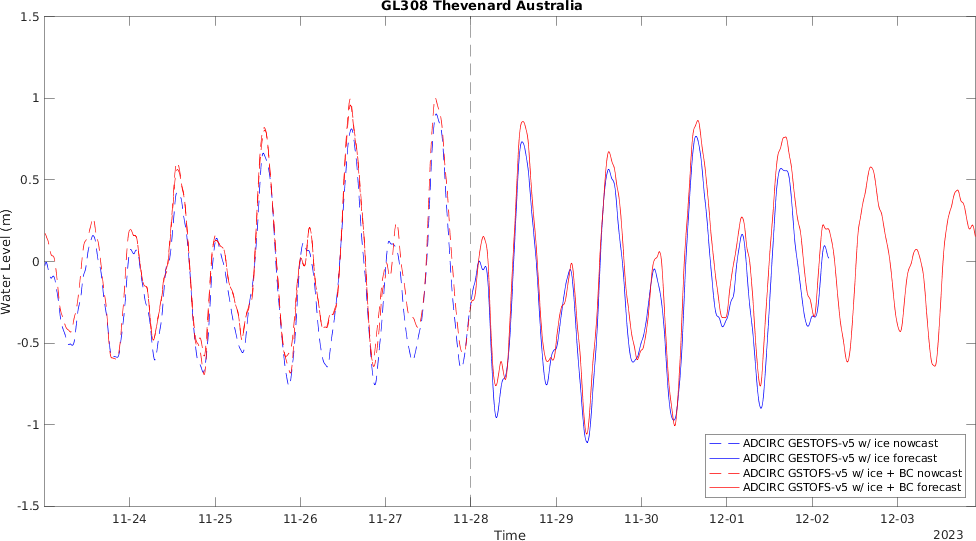 GL308 Thevenard Australia
1.5
1
0.5
0
-0.5
-1
-1.5
Water Level (m)
11-24 11-25 11-26 11-27 11-28 11-29 11-30 12-01 12-02 12-03
Time
2023
ADCIRC GESTOFS-v5 w/ ice nowcast
ADCIRC GESTOFS-v5 w/ ice forecast
ADCIRC GSTOFS-v5 w/ ice + BC nowcast
ADCIRC GSTOFS-v5 w/ ice + BC forecast